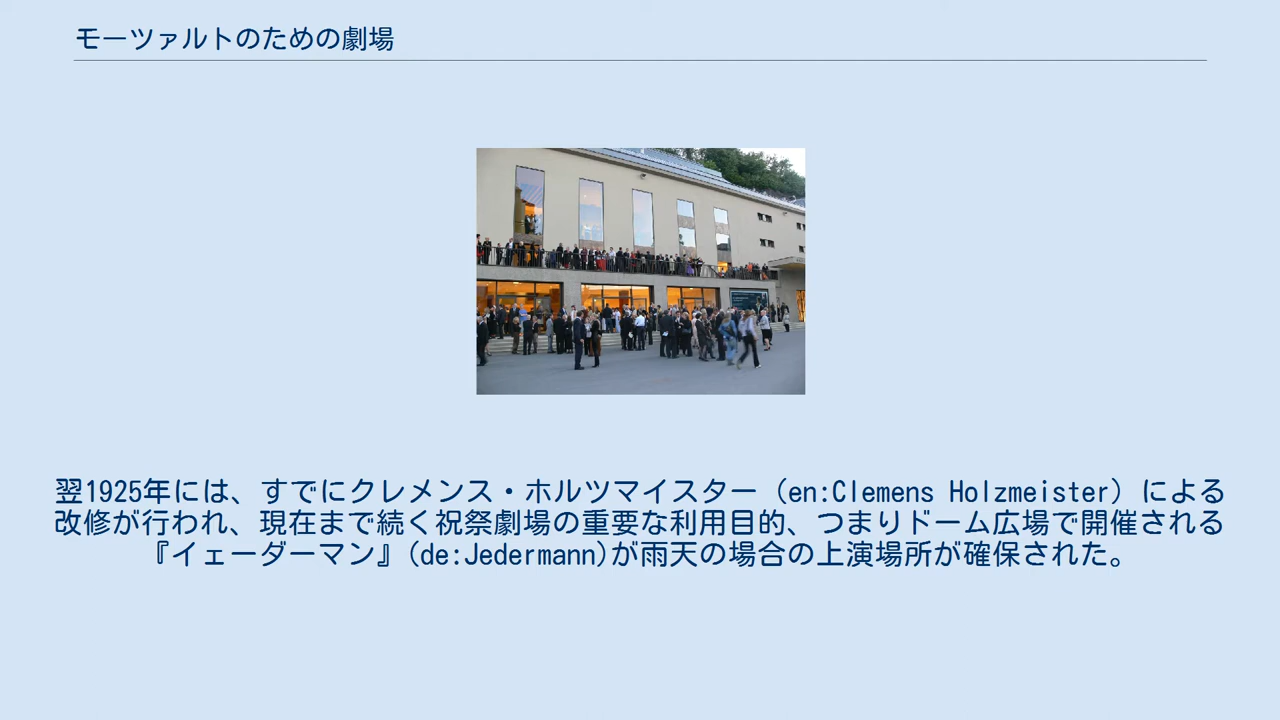 モーツァルトのための劇場
翌1925年には、すでにクレメンス・ホルツマイスター（en:Clemens Holzmeister）による
改修が行われ、現在まで続く祝祭劇場の重要な利用目的、つまりドーム広場で開催される
『イェーダーマン』(de:Jedermann)が雨天の場合の上演場所が確保された。